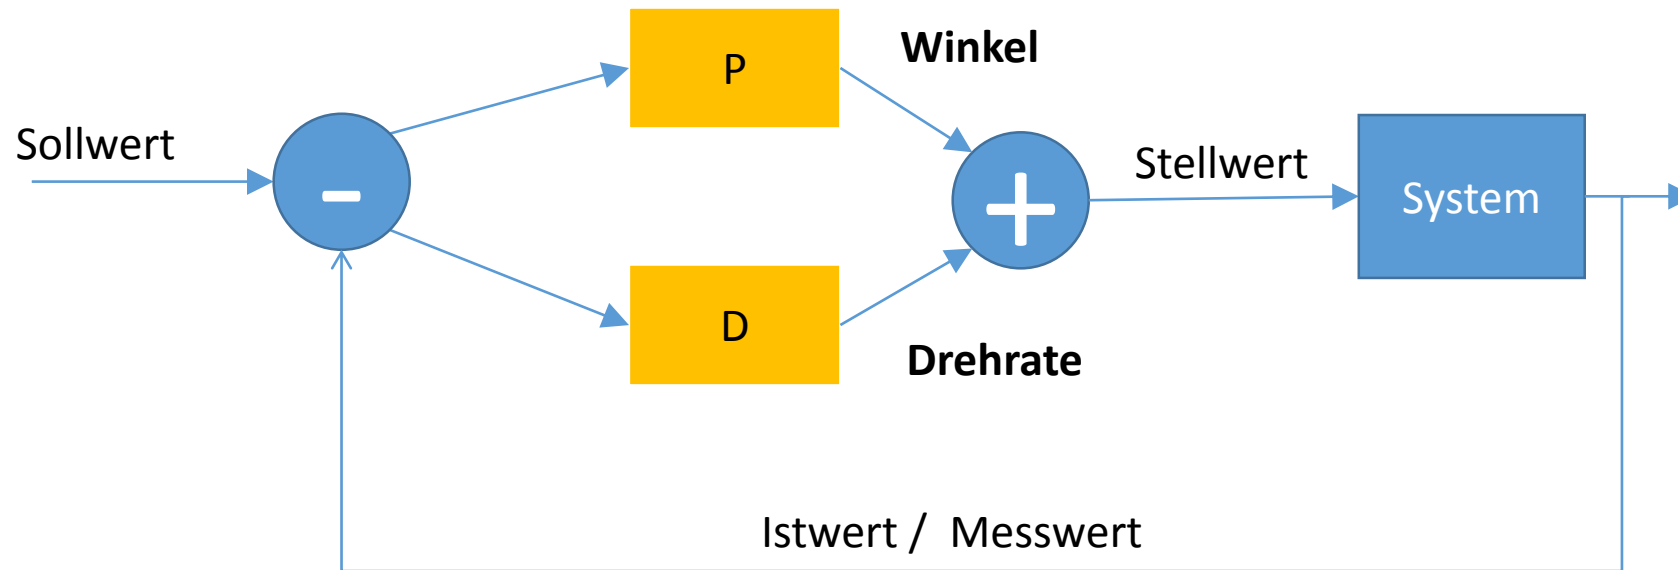 Winkel
P
Sollwert
-
+
Stellwert
System
D
Drehrate
Istwert / Messwert